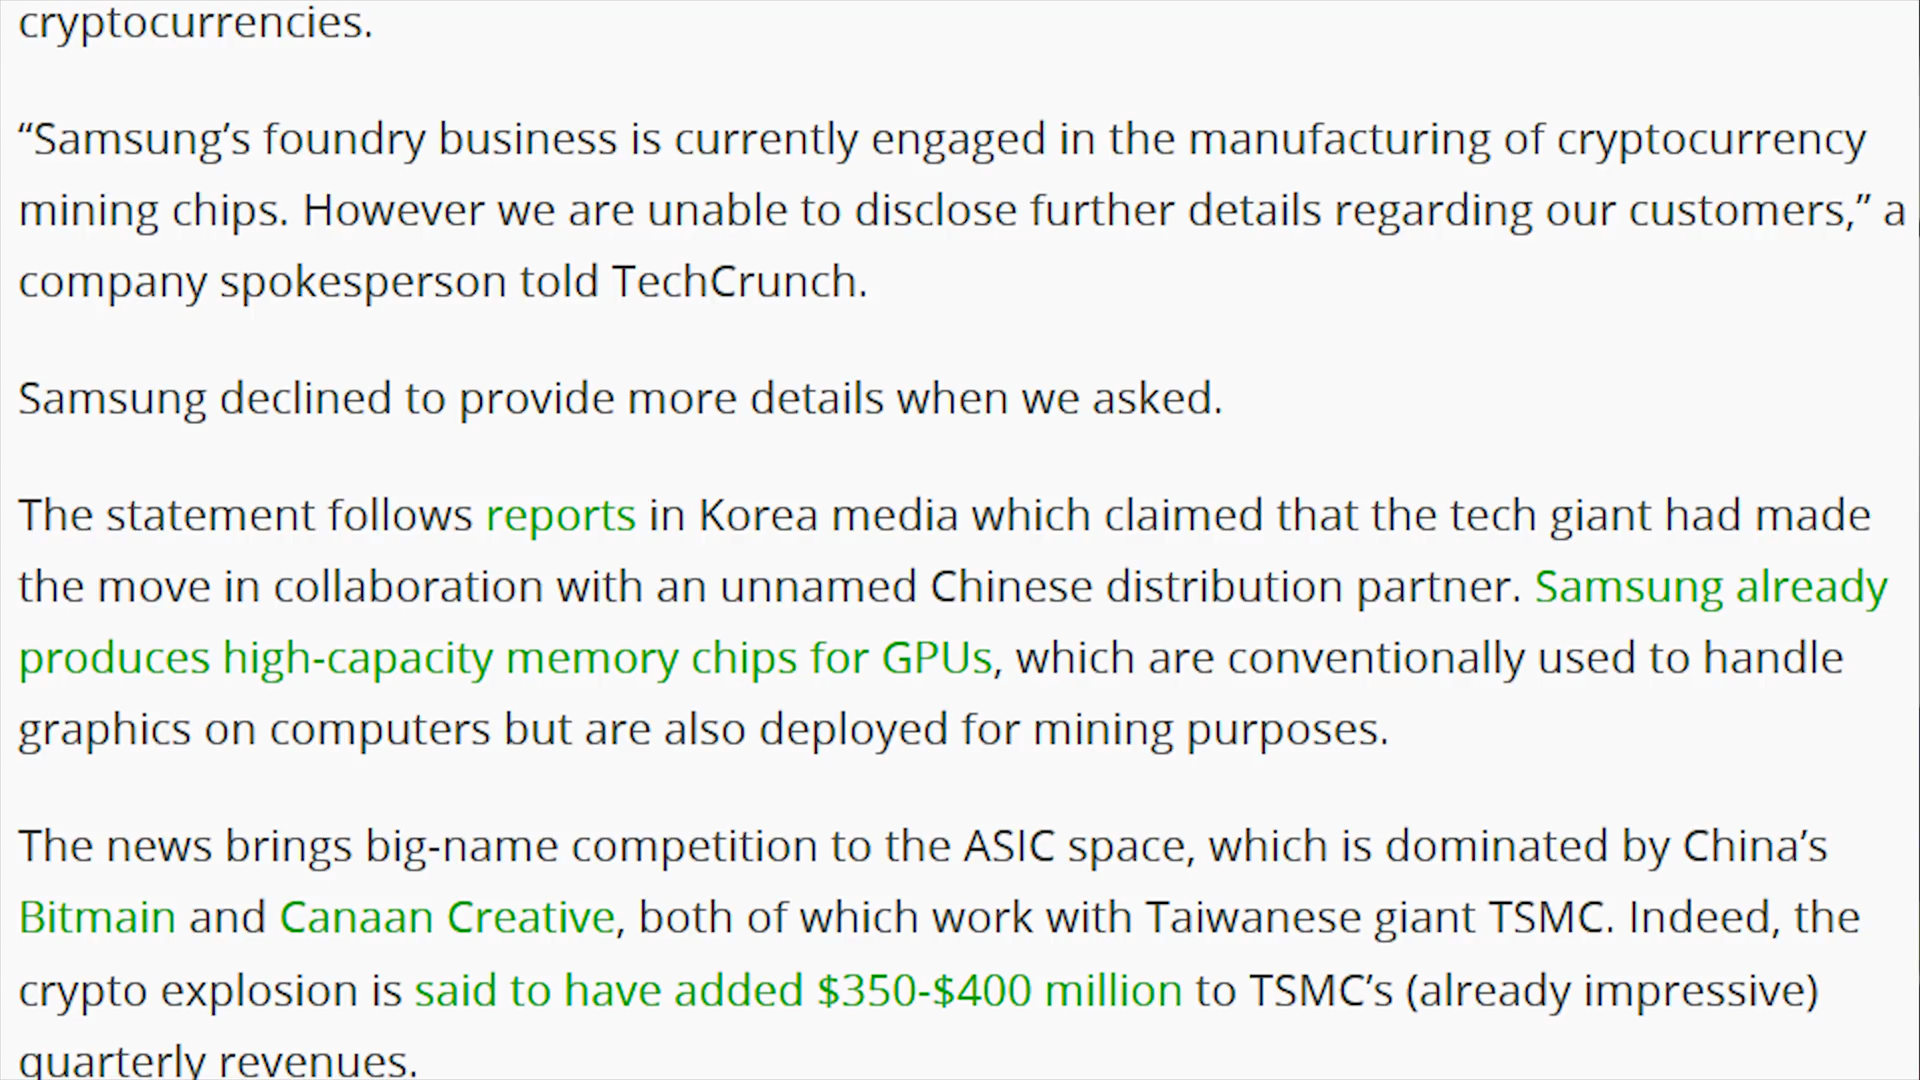 cryptocurrencies.
“Samsung’s foundry business is currently engaged in the manufacturing of cryptocurrency
mining chips. However we are unable to disclose further details regarding our customers,” a
company spokesperson told TechCrunch.
Samsung declined to provide more details when we asked.
The statement follows reports in Korea media which claimed that the tech giant had made
the move in collaboration with an unnamed Chinese distribution partner. Samsung already
produces high-capacity memory chips for GPUs, which are conventionally used to handle
graphics on computers but are also deployed for mining purposes.
The news brings big-name competition to the ASIC space, which is dominated by China’s
Bitmain and Canaan Creative, both of which work with Taiwanese giant TSMC. Indeed, the
crypto explosion is said to have added $350-$400 million to TSMC’s (already impressive)
quarterly revenues.